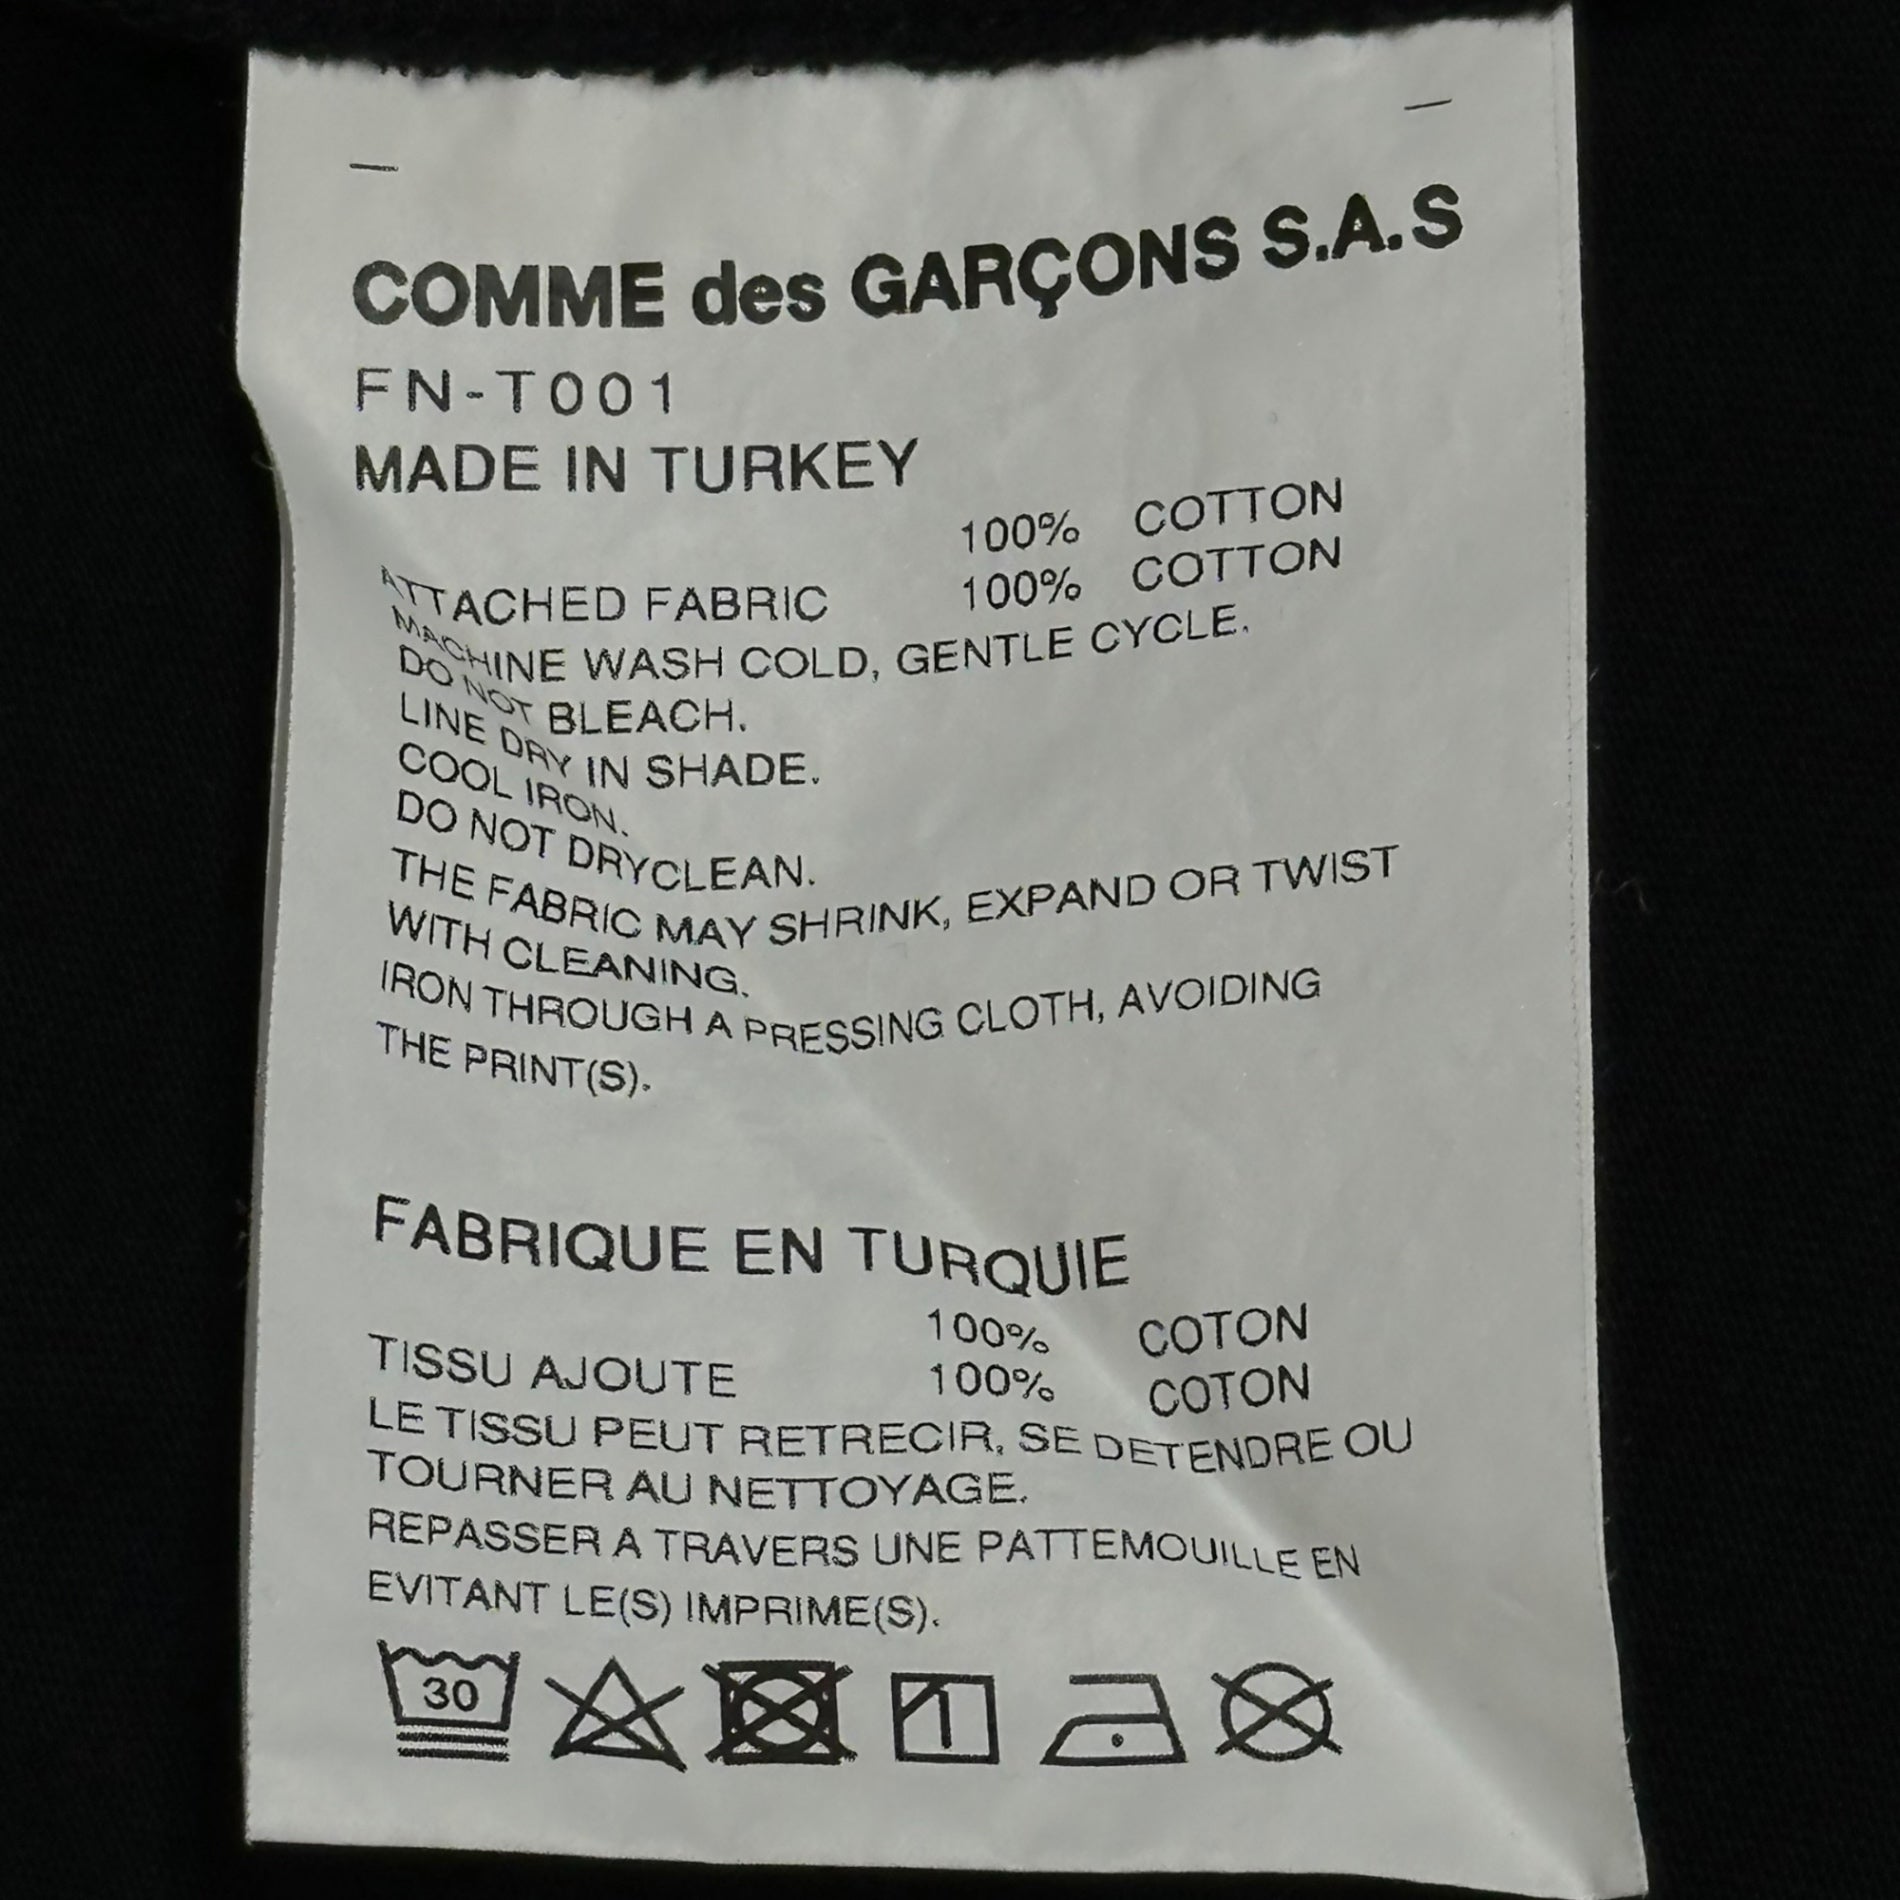 COMME des GARÇONS S.A.S
FN-T001
MADE IN TURKEY
100% COTTON
ATTACHED FABRIC 100% COTTON
MACHINE WASH COLD, GENTLE CYCLE.
DO NOT BLEACH.
LINE DRY IN SHADE.
COOL IRON.
DO NOT DRYCLEAN.
THE FABRIC MAY SHRINK, EXPAND OR TWIST
WITH CLEANING.
IRON THROUGH A PRESSING CLOTH, AVOIDING
THE PRINT(S).
FABRIQUE EN TURQUIE
100% COTON
TISSU AJOUTE 100% COTON
LE TISSU PEUT RETRECIR, SE DETENDRE OU
TOURNER AU NETTOYAGE.
REPASSER A TRAVERS UNE PATTEMOUILLE EN
EVITANT LE(S) IMPRIME(S).
30